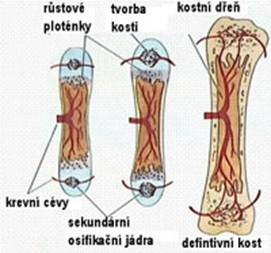 růstové
ploténky
tvorba
kosti
kostní dřeň
krevní cévy
sekundární
osifikační jádra
defintivní kost